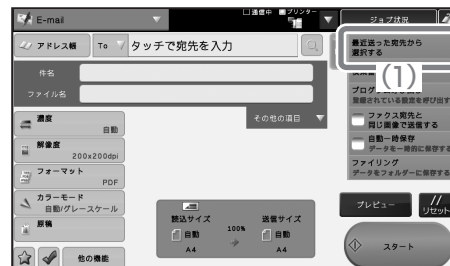 E-mail
通信中
プリンター
ジョブ状況
アドレス帳
To
タッチで宛先を入力
最近送った宛先から
選択する
(1)
件名
ファイル名
登録されている設定を呼び出す
濃度
自動
その他の項目
ファクス宛先と
同じ画像で送信する
解像度
200x200dpi
自動一時保存
データを一時的に保存する
フォーマット
PDF
ファイリング
データをフォルダーに保存する
カラーモード
自動/グレースケール
読込サイズ
100%
送信サイズ
自動
A4
自動
A4
プレビュー
リセット
原稿
他の機能
スタート